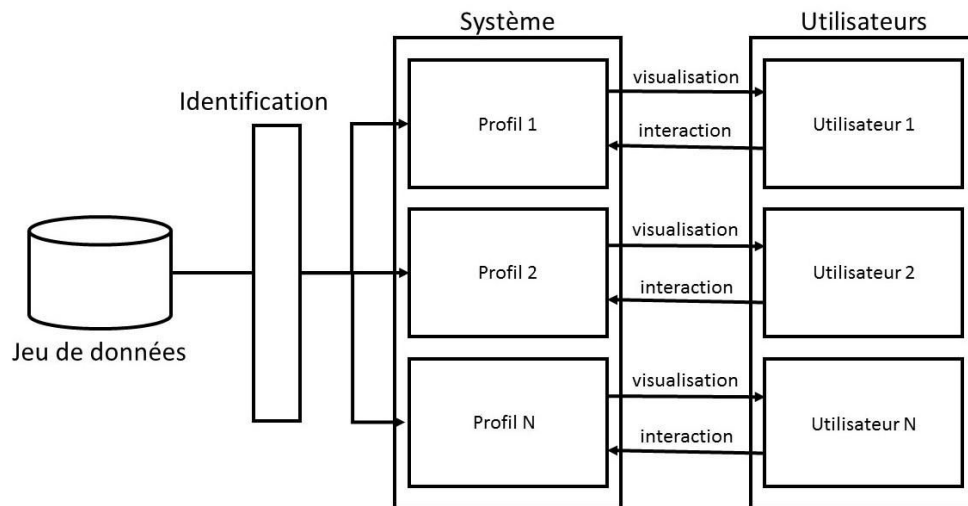 Système
Utilisateurs
Identification
Profil 1
visualisation
interaction
Utilisateur 1
Profil 2
visualisation
interaction
Utilisateur 2
Jeu de données
Profil N
visualisation
interaction
Utilisateur N